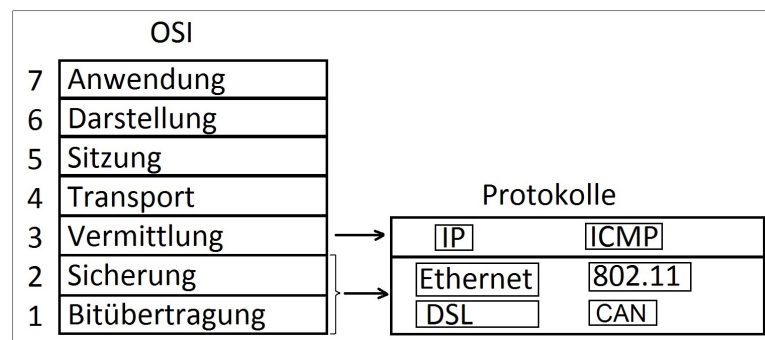 OSI
7 Anwendung
6 Darstellung
5 Sitzung
4 Transport
Protokolle
3 Vermittlung IP ICMP
2 Sicherung Ethernet 802.11
1 Bitübertragung DSL CAN